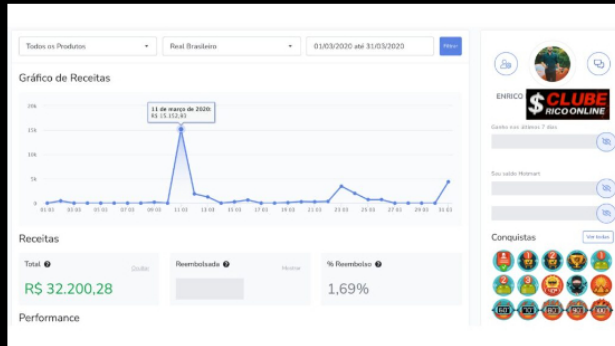 Todos os Produtos
Real Brasileiro
01/03/2020 até 31/03/2020
Filtrar
Gráfico de Receitas
20k
15k
10k
5k
0
11 de março de 2020:
R$ 15.152,83
01 03 03 03 05 03 07 03 09 03 11 03 13 03 15 03 17 03 19 03 21 03 23 03 25 03 27 03 29 03 31 03
Receitas
Total
Ocultar
R$ 32.200,28
Reembolsada
Mostrar
% Reembolso
1,69%
Performance
ENRICO
$ CLUBE
RICO ONLINE
Ganho nos últimos 7 dias
Seu saldo Hotmart
Conquistas
Ver todas